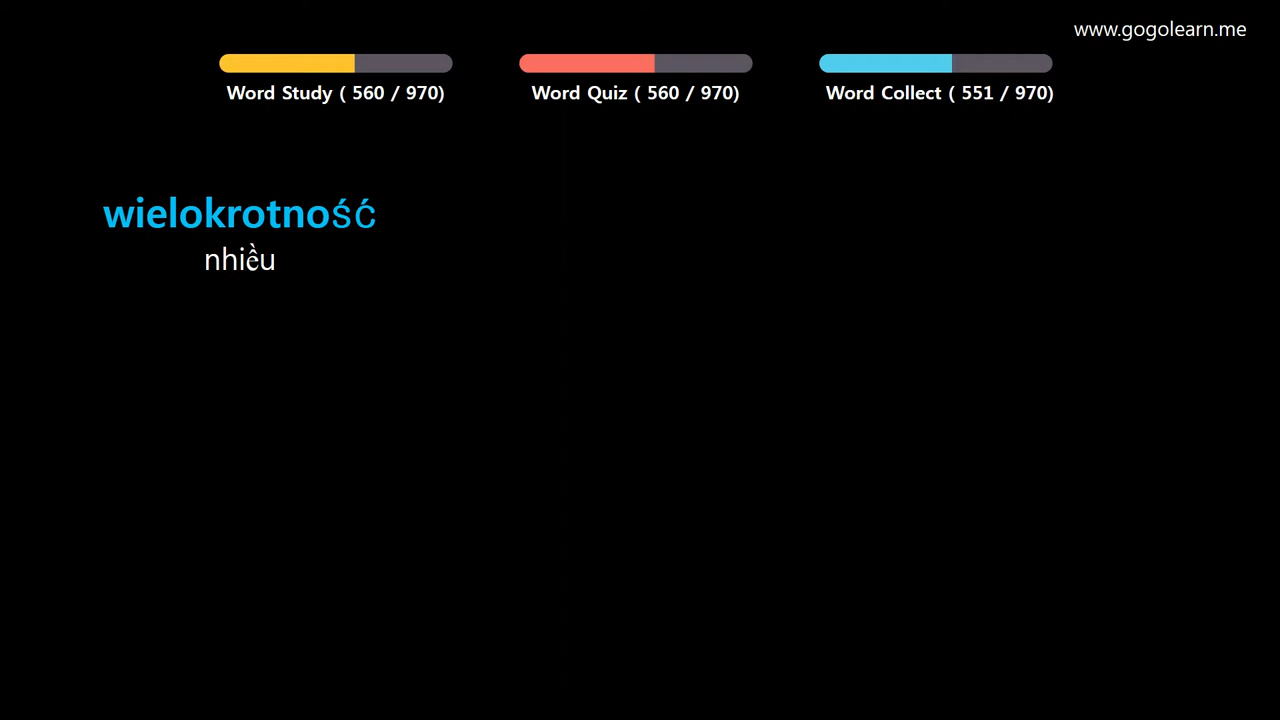 www.gogolearn.me
Word Study ( 560 / 970)
Word Quiz ( 560 / 970)
Word Collect ( 551 / 970)
wielokrotność
nhiều